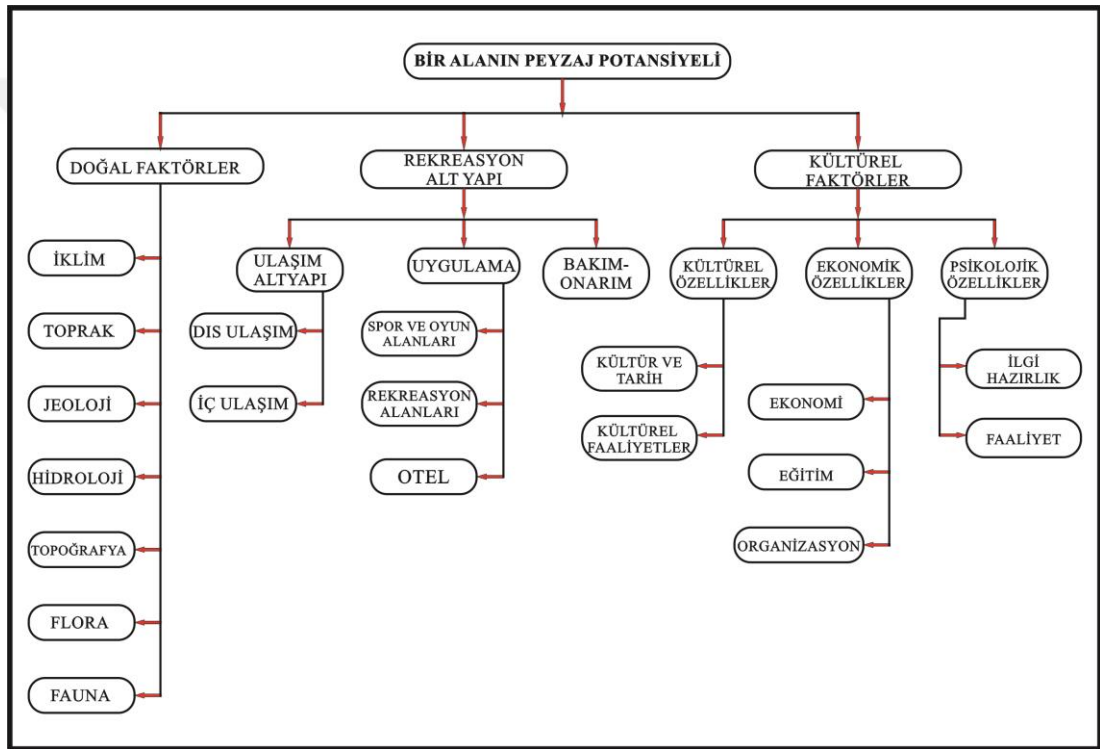 BİR ALANIN PEYZAJ POTANSİYELİ
DOĞAL FAKTÖRLER
REKREASYON
ALT YAPI
KÜLTÜREL
FAKTÖRLER
İKLİM
TOPRAK
JEOLOJİ
HİDROLOJİ
TOPOĞRAFYA
FLORA
FAUNA
ULAŞIM
ALTYAPI
DIS ULAŞIM
İÇ ULAŞIM
UYGULAMA
SPOR VE OYUN
ALANLARI
REKREASYON
ALANLARI
OTEL
BAKIM-
ONARIM
KÜLTÜREL
ÖZELLİKLER
KÜLTÜR VE
TARİH
KÜLTÜREL
FAALİYETLER
EKONOMİK
ÖZELLİKLER
EKONOMİ
EĞİTİM
ORGANİZASYON
PSİKOLOJİK
ÖZELLİKLER
İLGİ
HAZIRLIK
FAALİYET